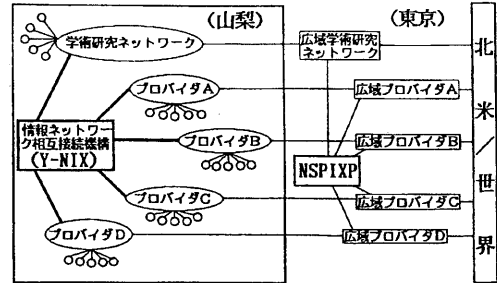 (山梨)
(東京)
学術研究ネットワーク
広域学術研究
ネットワーク
プロバイダA
広域プロバイダA
情報ネットワー
ク相互接続機構
(Y-NIX)
プロバイダB
広域プロバイダB
NSPIXP
プロバイダC
広域プロバイダC
プロバイダD
広域プロバイダD
北米/世界